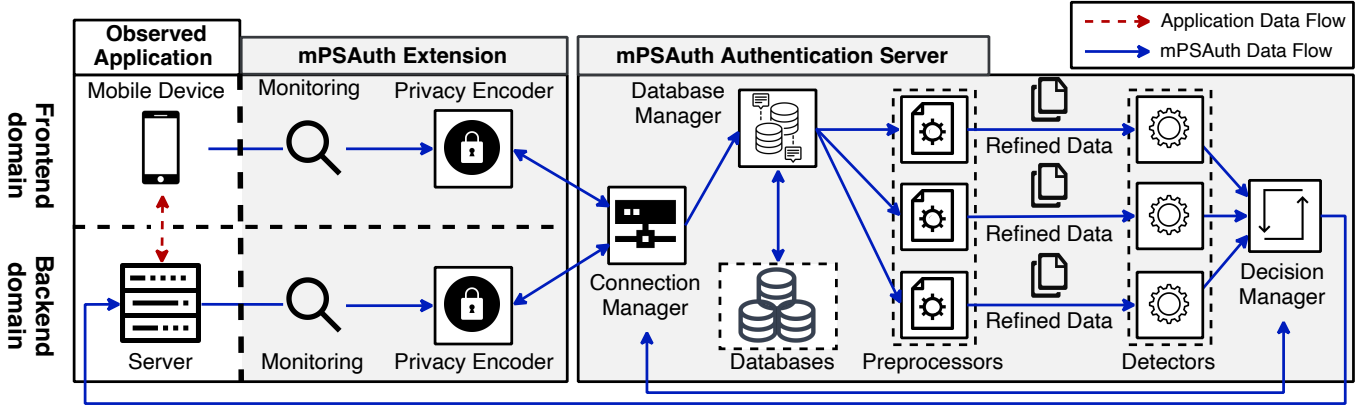 Application Data Flow
mPSAuth Data Flow
Observed
Application
mPSAuth Extension
mPSAuth Authentication Server
Frontend
domain
Mobile Device
Monitoring
Privacy Encoder
Database
Manager
Refined Data
Refined Data
Refined Data
Backend
domain
Server
Monitoring
Privacy Encoder
Connection
Manager
Databases
Preprocessors
Detectors
Decision
Manager